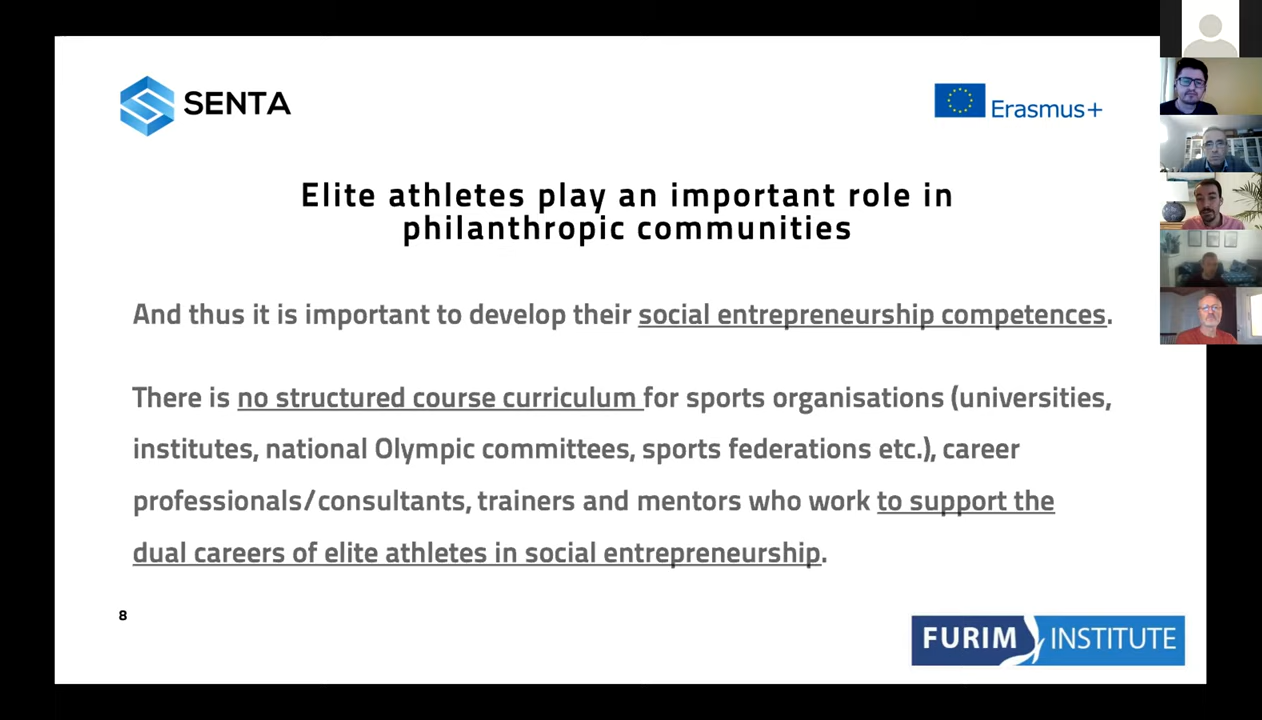 SENTA
Erasmus+
Elite athletes play an important role in
philanthropic communities
And thus it is important to develop their social entrepreneurship competences.
There is no structured course curriculum for sports organisations (universities,
institutes, national Olympic committees, sports federations etc.), career
professionals/consultants, trainers and mentors who work to support the
dual careers of elite athletes in social entrepreneurship.
8
FURIM INSTITUTE